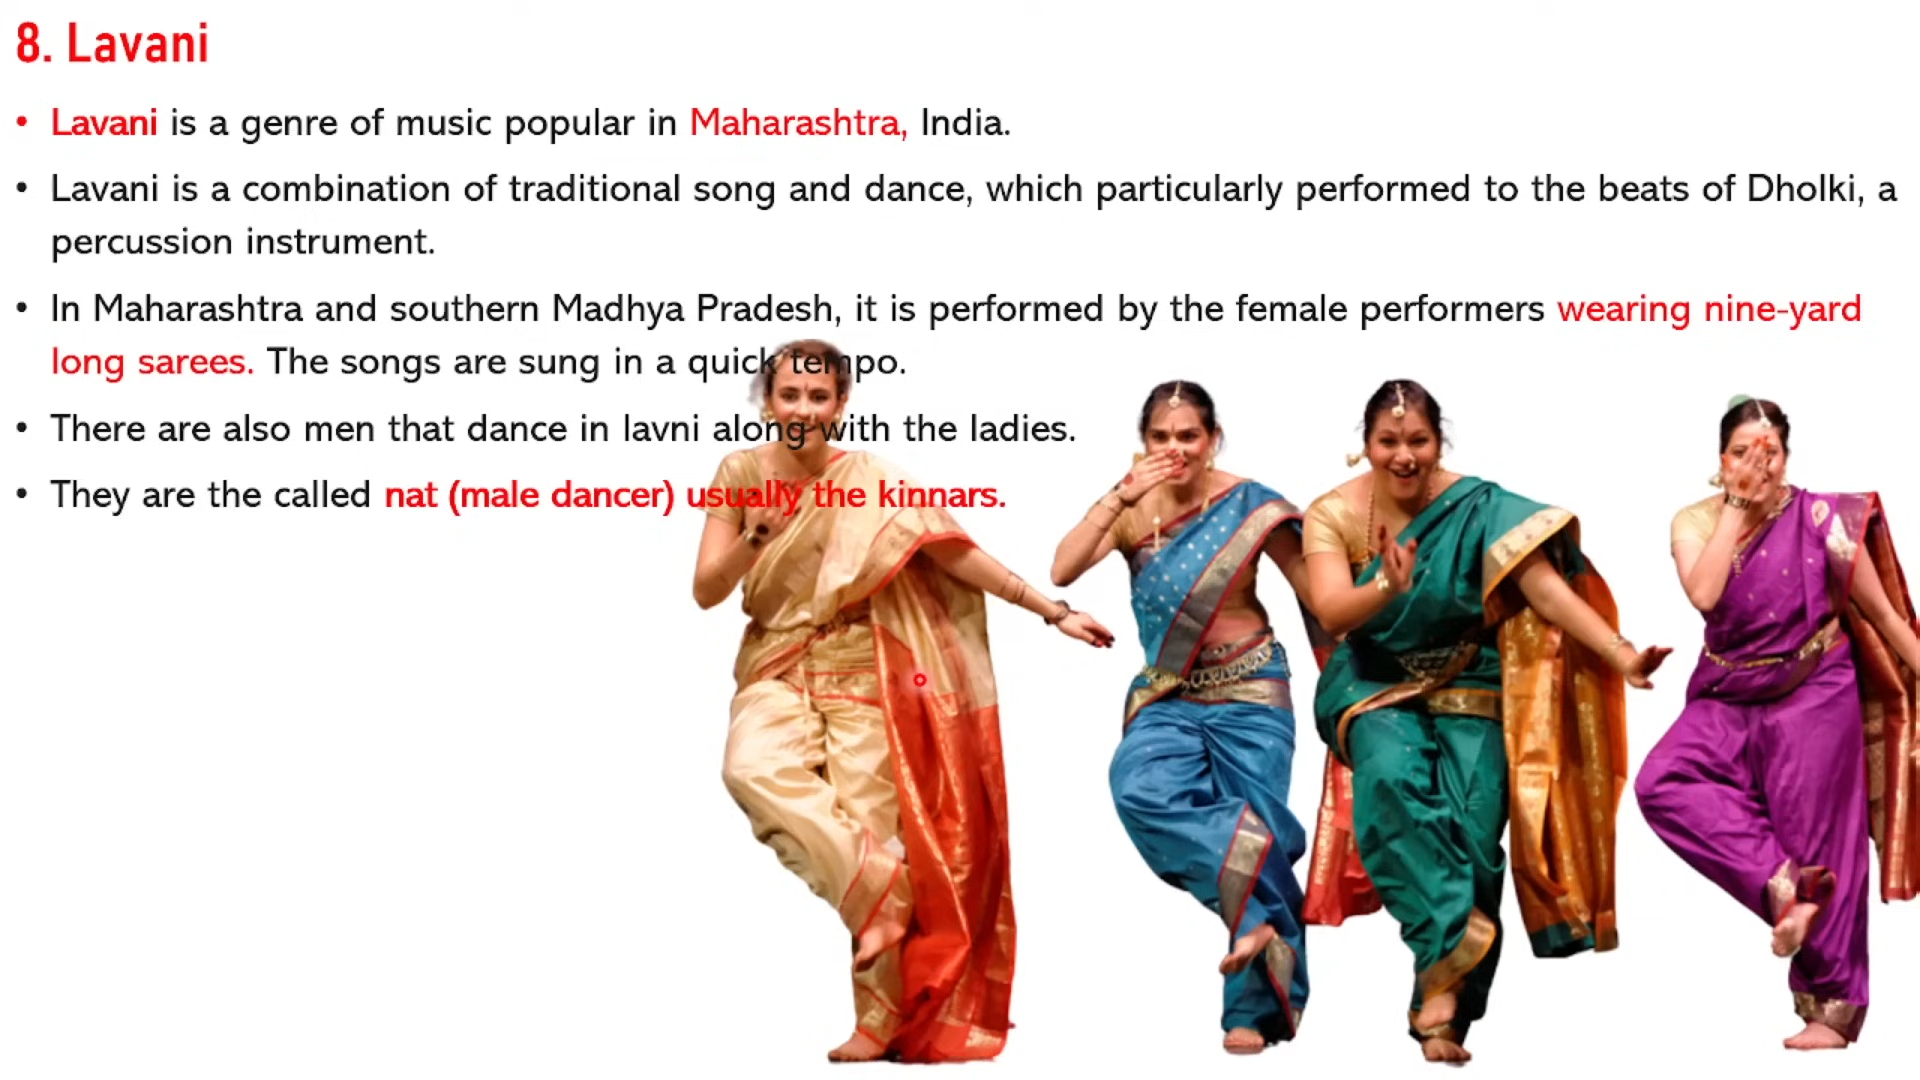 8. Lavani
• Lavani is a genre of music popular in Maharashtra, India.
• Lavani is a combination of traditional song and dance, which particularly performed to the beats of Dholki, a
percussion instrument.
• In Maharashtra and southern Madhya Pradesh, it is performed by the female performers wearing nine-yard
long sarees. The songs are sung in a quick tempo.
• There are also men that dance in lavni along with the ladies.
• They are the called nat (male dancer) usually the kinnars.